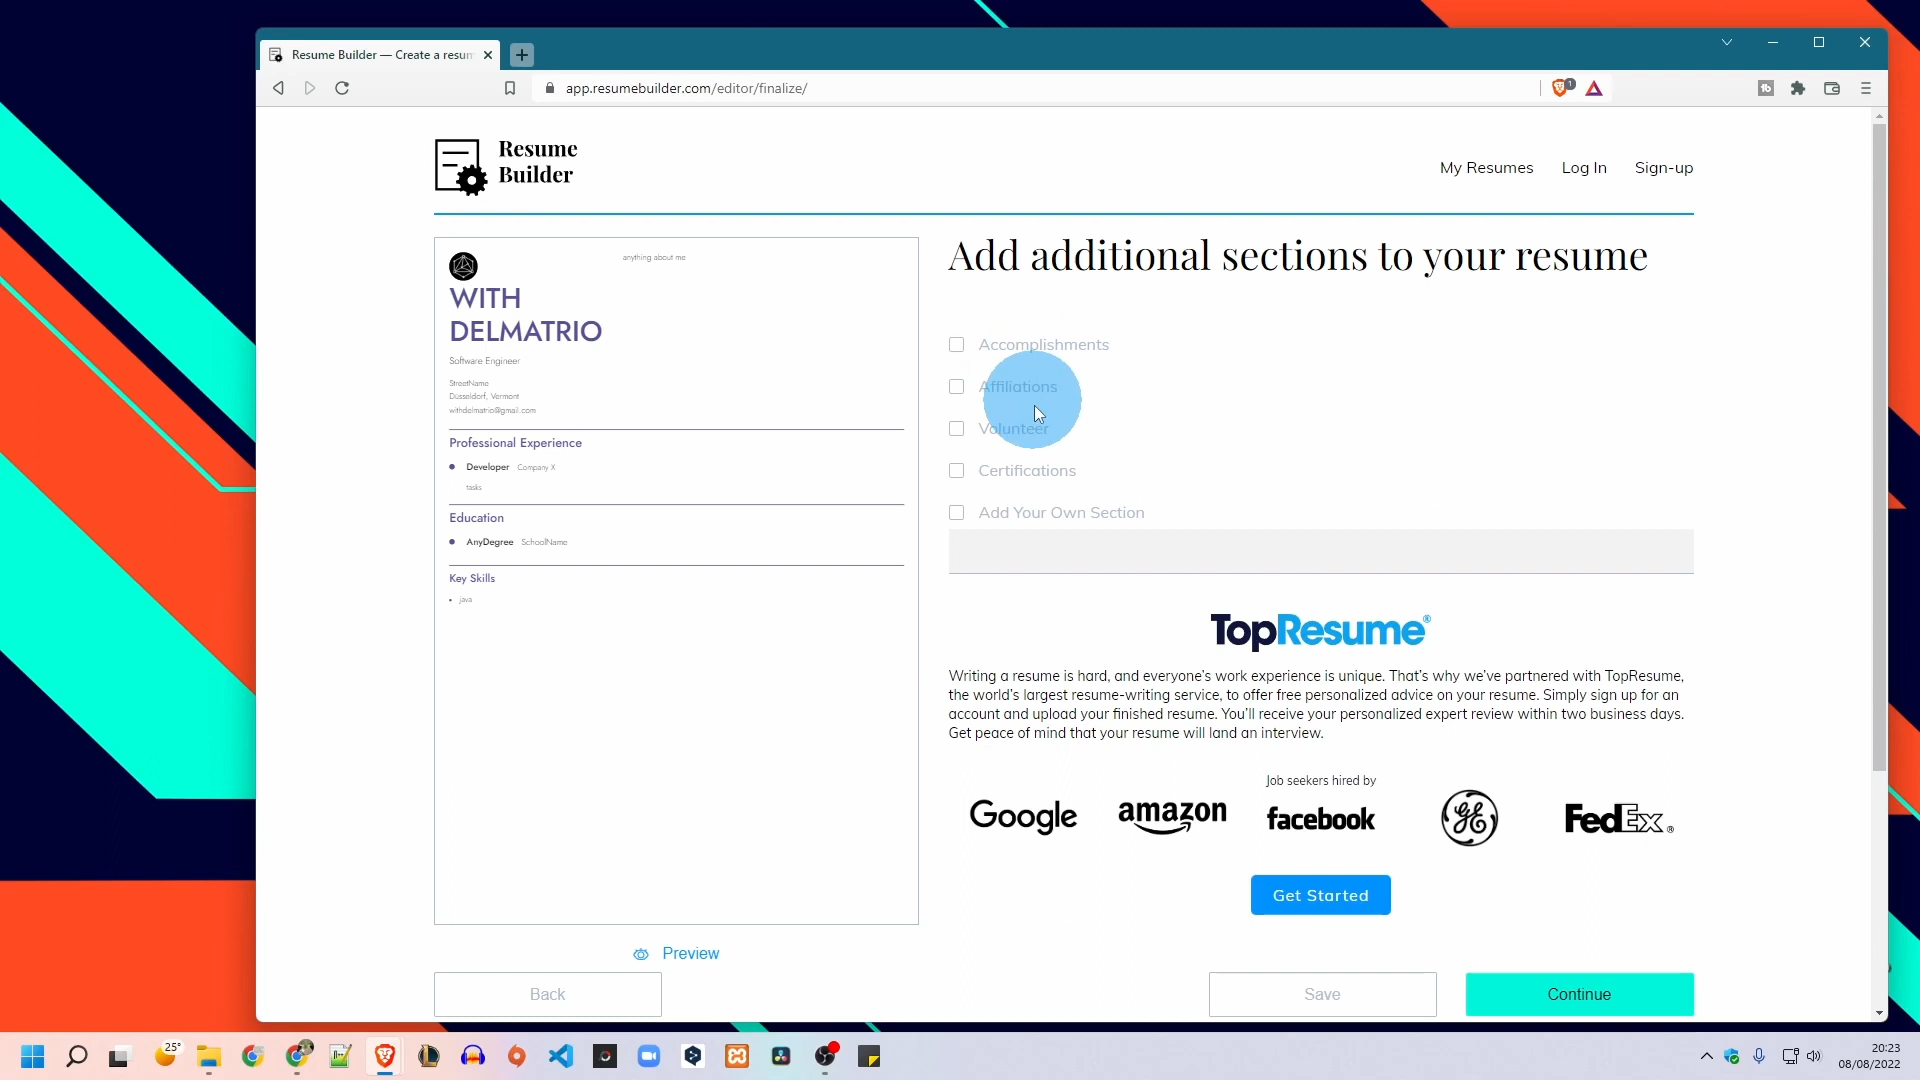 Resume Builder — Create a resum
app.resumebuilder.com/editor/finalize/
1
Resume
Builder
My Resumes
Log In
Sign-up
anything about me
WITH
DELMATRIO
Software Engineer
StreetName
Düsseldorf, Vermont
withdelmatrio@gmail.com
Professional Experience
Developer Company X
tasks
Education
AnyDegree SchoolName
Key Skills
java
Preview
Add additional sections to your resume
Accomplishments
Affiliations
Volunteer
Certifications
Add Your Own Section
TopResume®
Writing a resume is hard, and everyone's work experience is unique. That's why we've partnered with TopResume,
the world's largest resume-writing service, to offer free personalized advice on your resume. Simply sign up for an
account and upload your finished resume. You'll receive your personalized expert review within two business days.
Get peace of mind that your resume will land an interview.
Job seekers hired by
Google amazon facebook GE FedEx®
Get Started
Back
Save
Continue
25°
20:23
08/08/2022